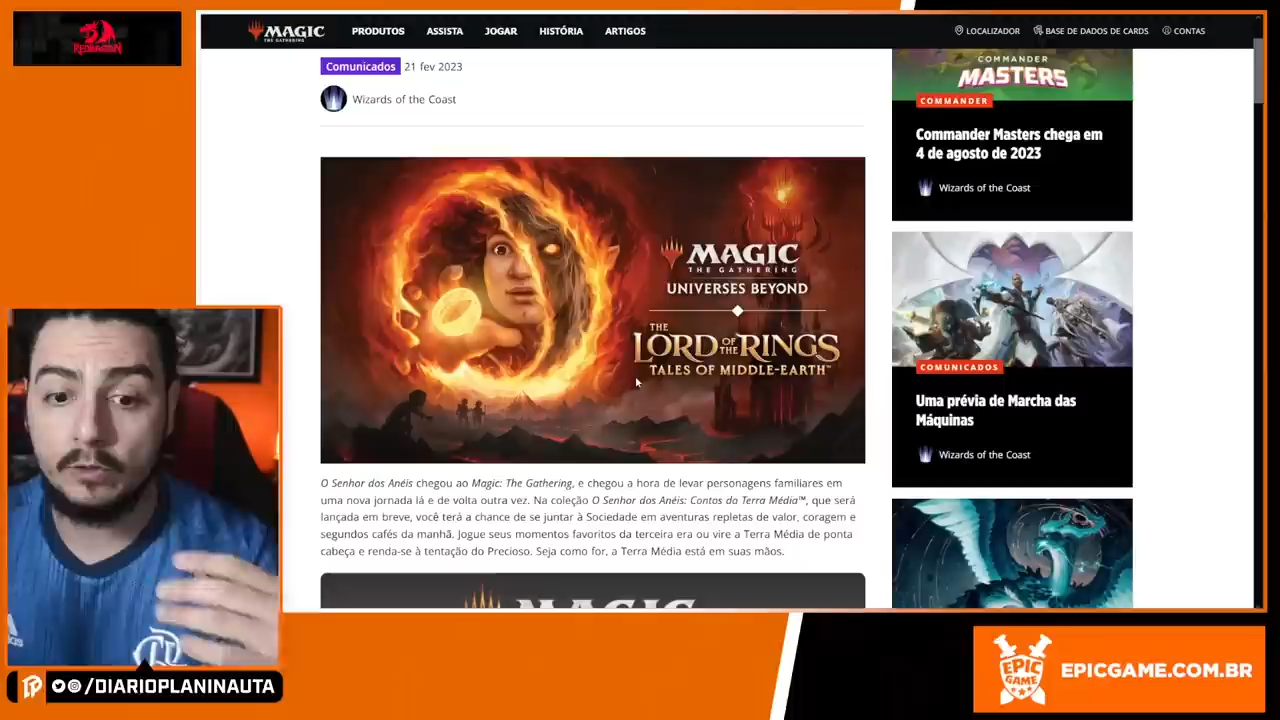 REDRAGON
MAGIC
THE GATHERING
PRODUTOS
ASSISTA
JOGAR
HISTÓRIA
ARTIGOS
LOCALIZADOR
BASE DE DADOS DE CARDS
CONTAS
Comunicados 21 fev 2023
Wizards of the Coast
MAGIC
THE GATHERING
UNIVERSES BEYOND
THE
LORD OF THE RINGS
TALES OF MIDDLE-EARTH™
O Senhor dos Anéis chegou ao Magic: The Gathering, e chegou a hora de levar personagens familiares em
uma nova jornada lá e de volta outra vez. Na coleção O Senhor dos Anéis: Contos da Terra Média™, que será
lançada em breve, você terá a chance de se juntar à Sociedade em aventuras repletas de valor, coragem e
segundos cafés da manhã. Jogue seus momentos favoritos da terceira era ou vire a Terra Média de ponta
cabeça e renda-se à tentação do Precioso. Seja como for, a Terra Média está em suas mãos.
MAGIC
COMMANDER
MASTERS
COMMANDER
Commander Masters chega em
4 de agosto de 2023
Wizards of the Coast
COMUNICADOS
Uma prévia de Marcha das
Máquinas
Wizards of the Coast
adidas
/DIARIOPLANINAUTA
EPIC
GAME
EPICGAME.COM.BR